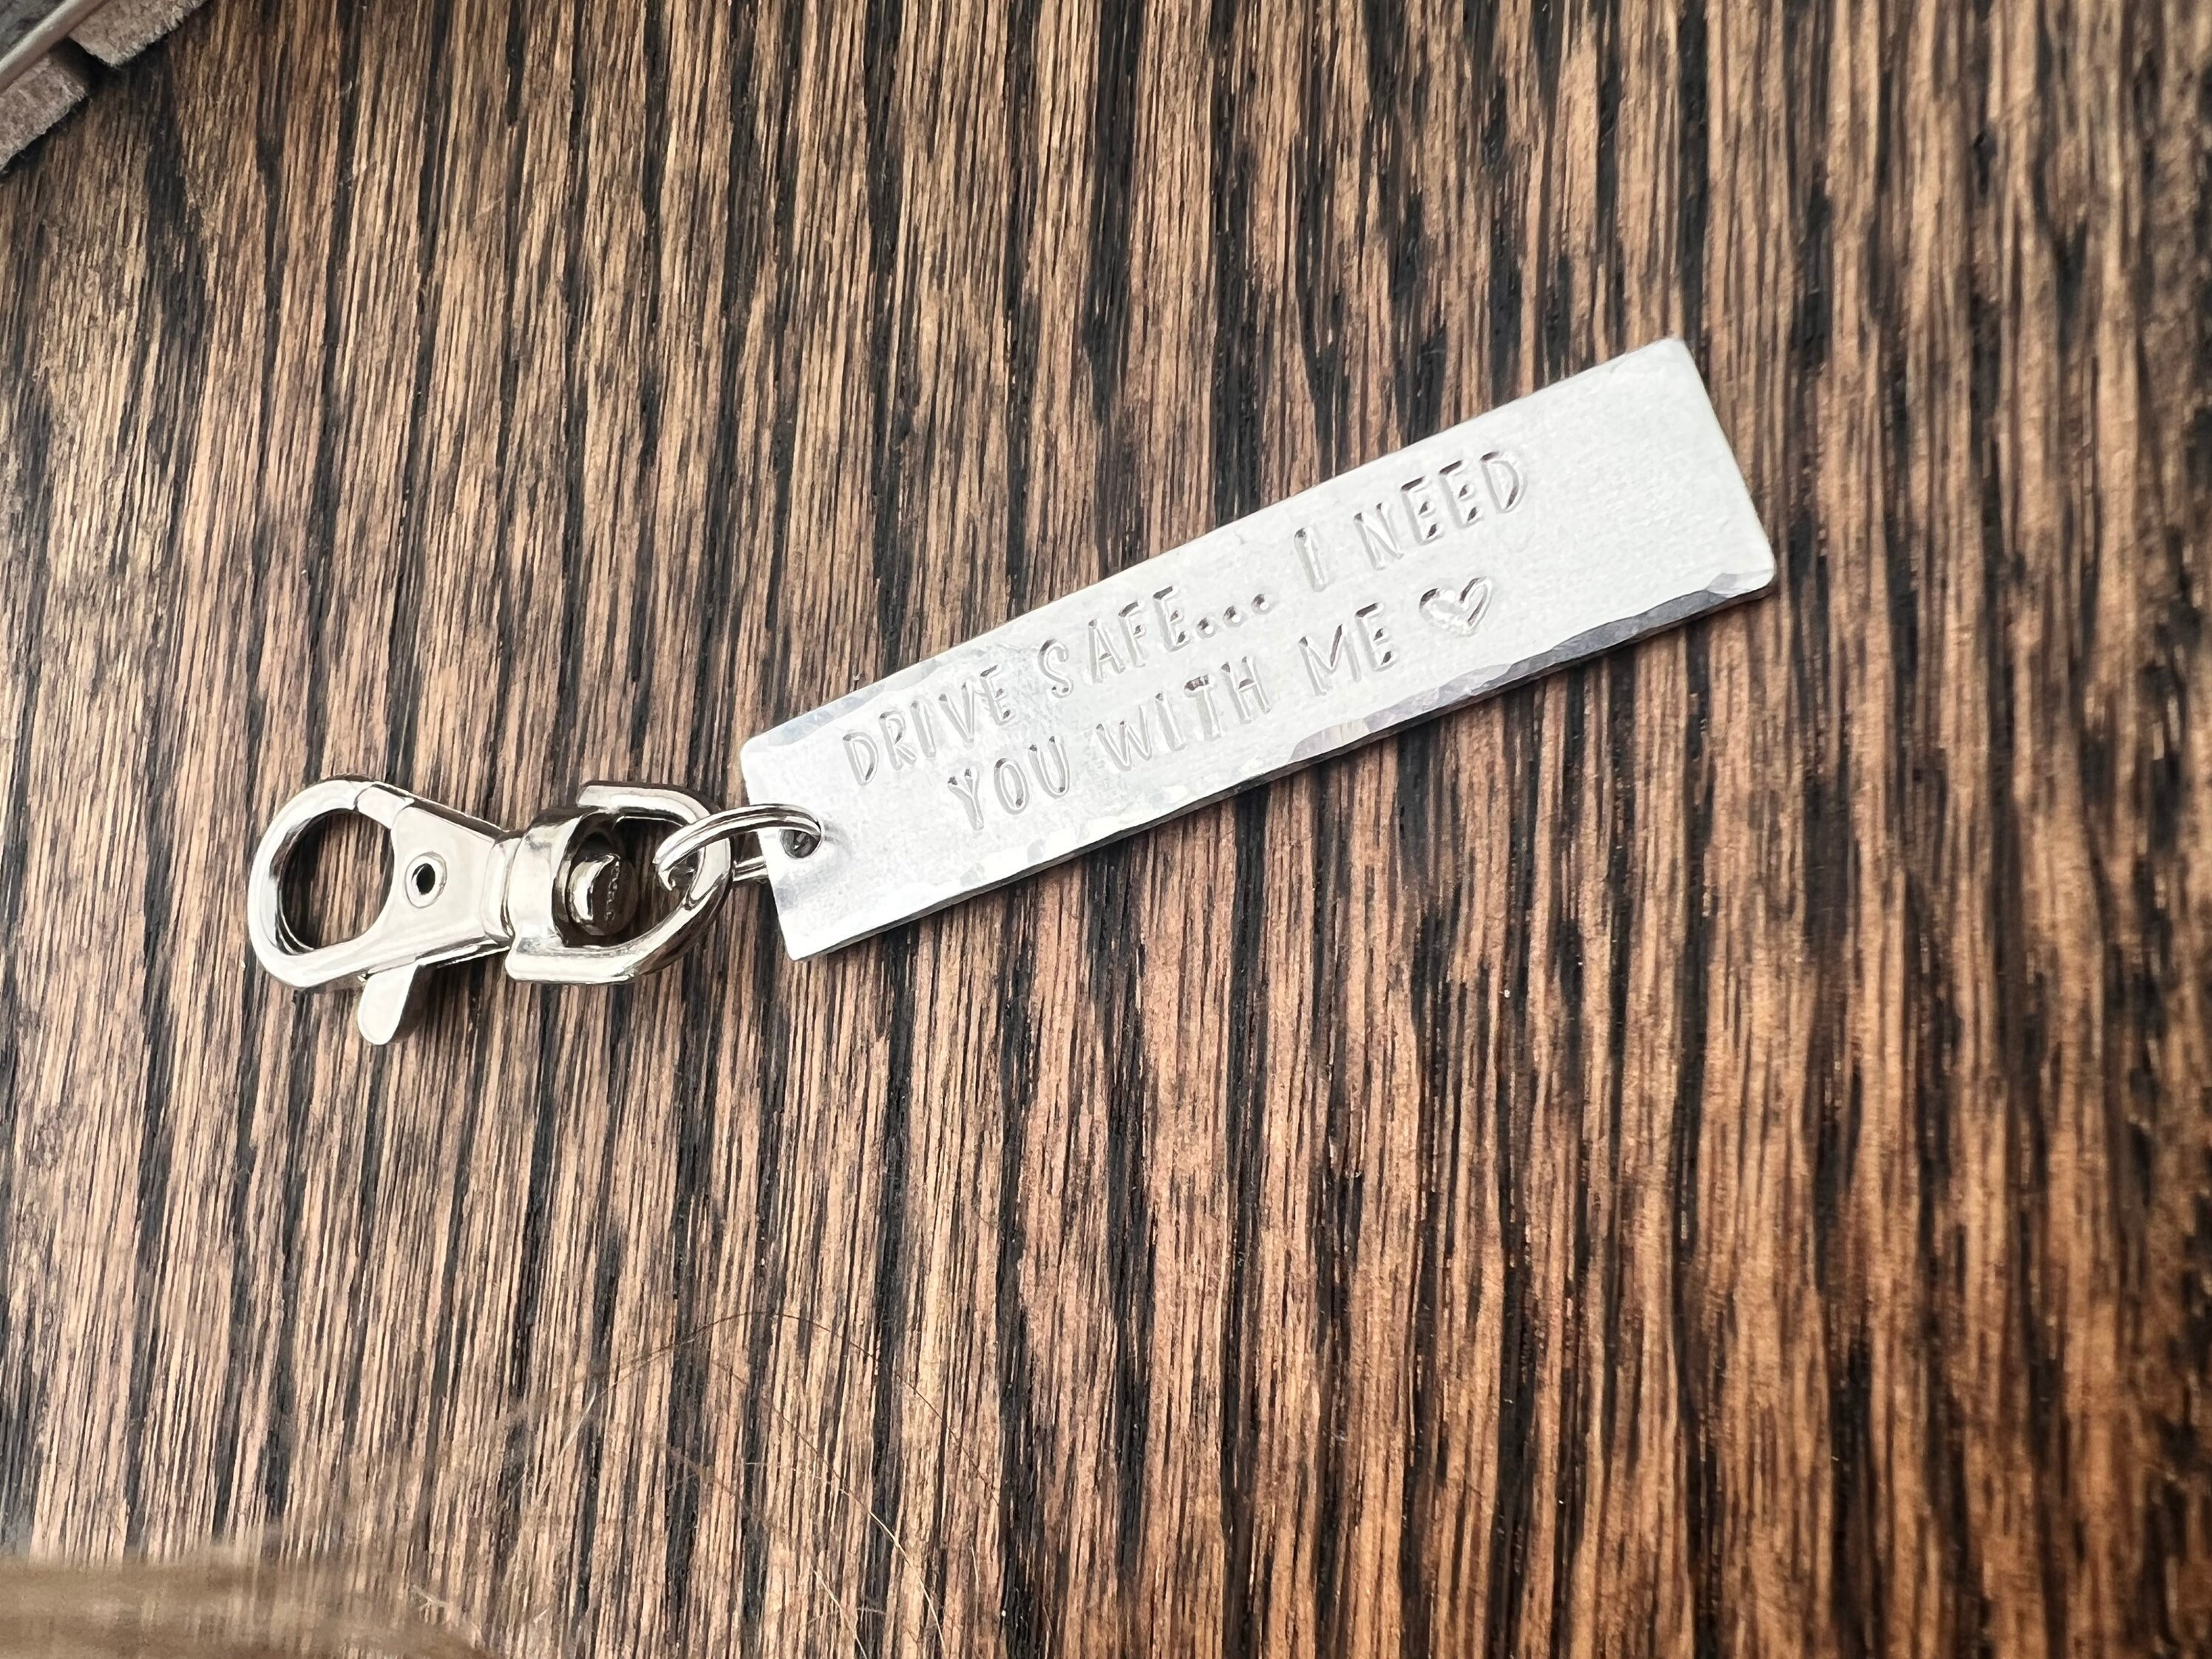 DRIVE SAFE... I NEED
YOU WITH ME ♡